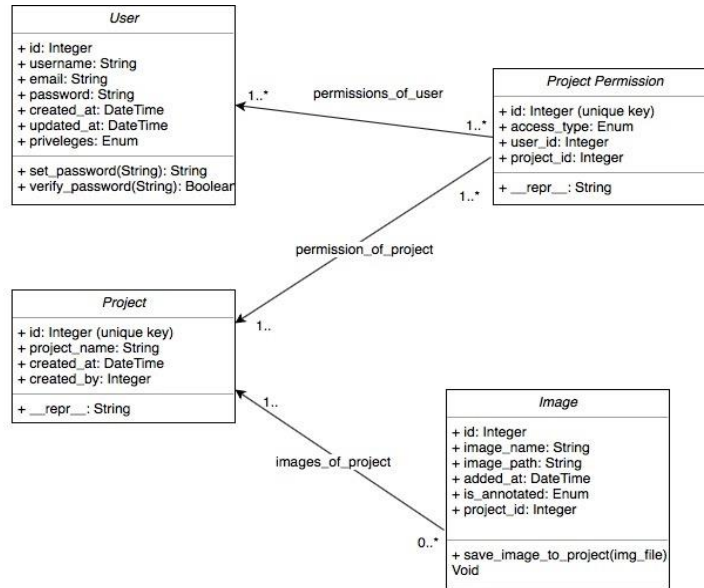 User
+ id: Integer
+ username: String
+ email: String
+ password: String
+ created_at: DateTime
+ updated_at: DateTime
+ priveleges: Enum
+ set_password(String): String
+ verify_password(String): Boolean
1..*
permissions_of_user
1..*
Project Permission
+ id: Integer (unique key)
+ access_type: Enum
+ user_id: Integer
+ project_id: Integer
+ __repr__: String
1..*
permission_of_project
1..
Project
+ id: Integer (unique key)
+ project_name: String
+ created_at: DateTime
+ created_by: Integer
+ __repr__: String
1..
images_of_project
0..*
Image
+ id: Integer
+ image_name: String
+ image_path: String
+ added_at: DateTime
+ is_annotated: Enum
+ project_id: Integer
+ save_image_to_project(img_file)
Void